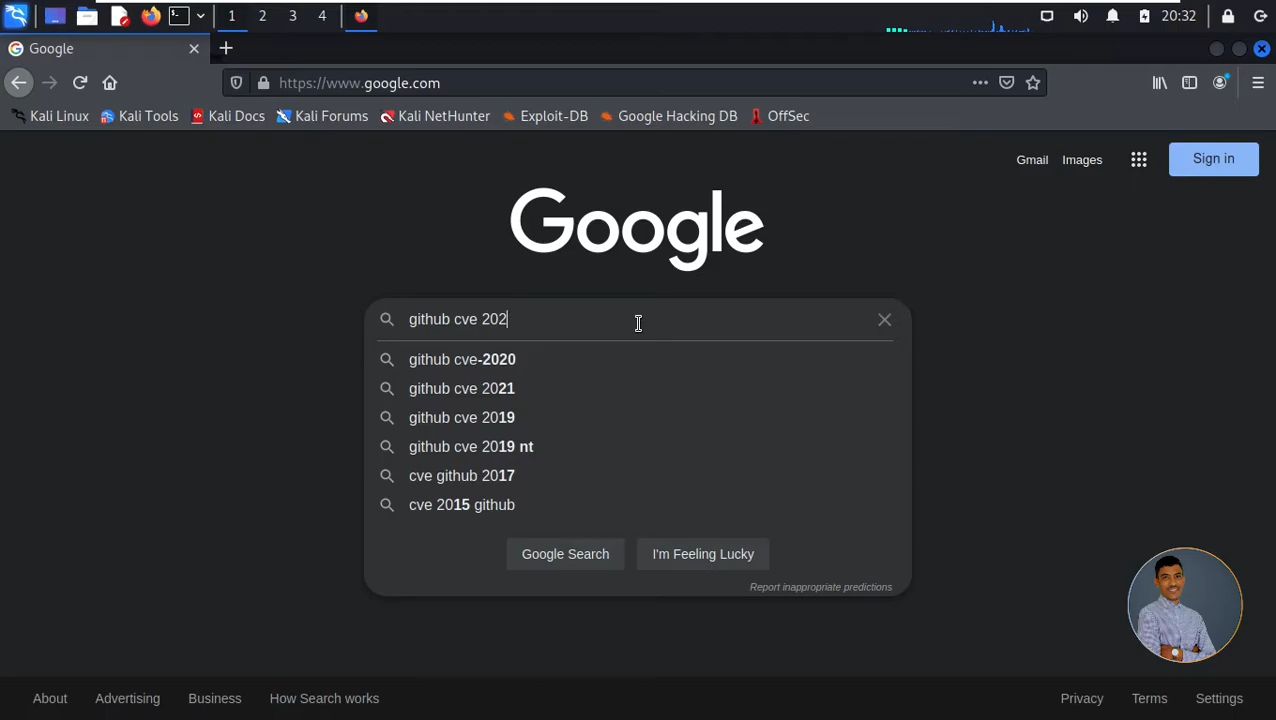 1 2 3 4 20:32
Google
https://www.google.com
Kali Linux Kali Tools Kali Docs Kali Forums Kali NetHunter Exploit-DB Google Hacking DB OffSec
Gmail Images Sign in
Google
github cve 202
github cve-2020
github cve 2021
github cve 2019
github cve 2019 nt
cve github 2017
cve 2015 github
Google Search I'm Feeling Lucky
Report inappropriate predictions
About Advertising Business How Search works Privacy Terms Settings